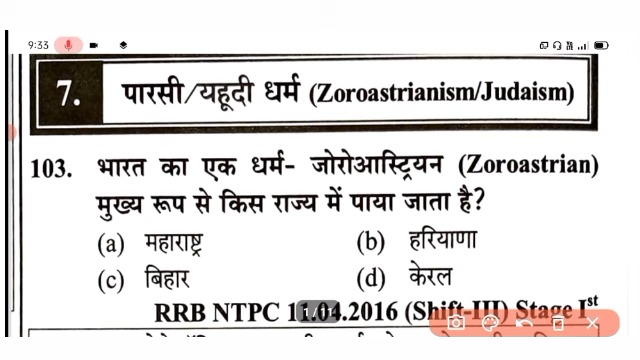 9:33
7. पारसी/यहूदी धर्म (Zoroastrianism/Judaism)
103. भारत का एक धर्म- जोरोआस्ट्रियन (Zoroastrian)
मुख्य रूप से किस राज्य में पाया जाता है?
(a) महाराष्ट्र (b) हरियाणा
(c) बिहार (d) केरल
RRB NTPC 11.04.2016 (Shift-III) Stage Ist